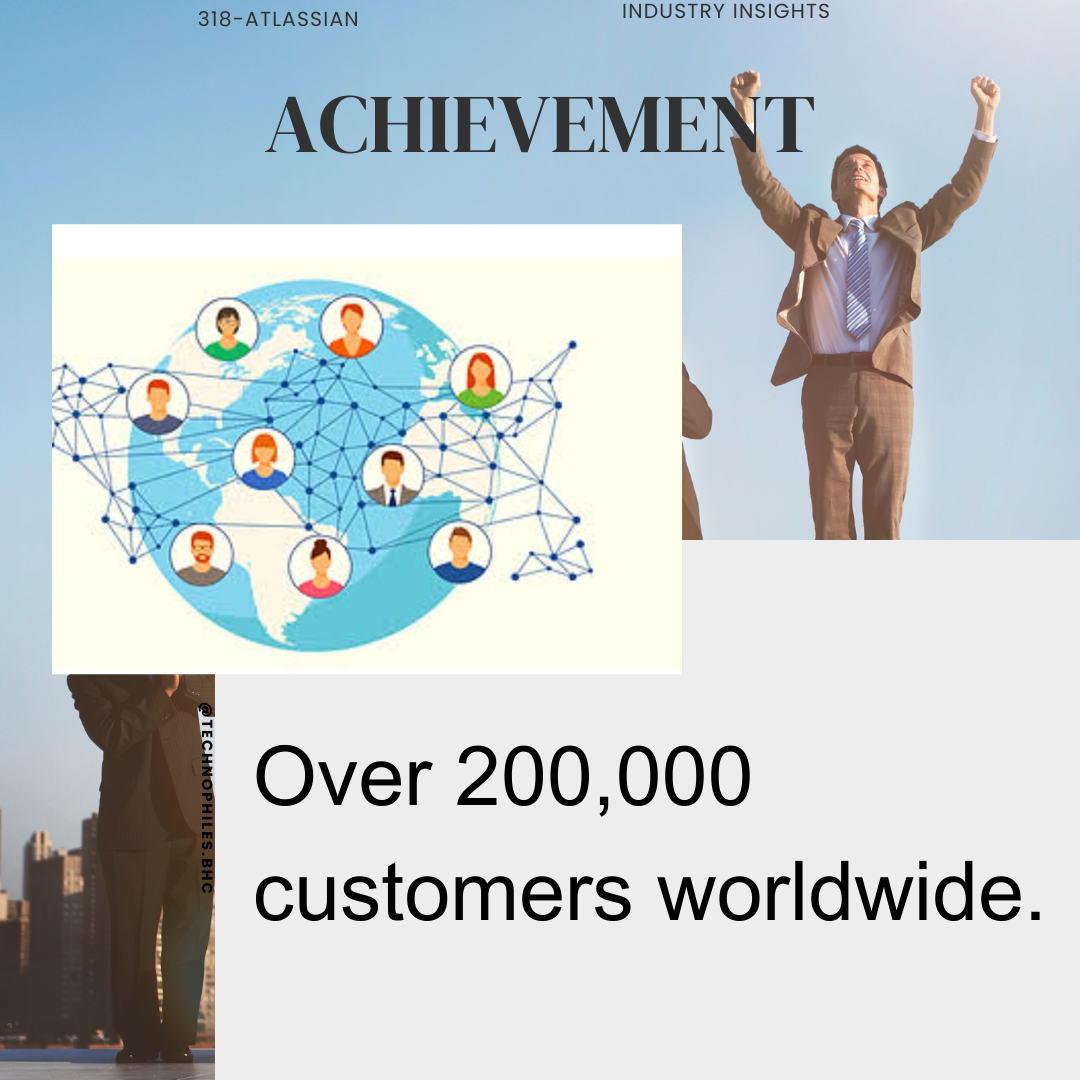 318-ATLASSIAN
INDUSTRY INSIGHTS
ACHIEVEMENT
@TECHNOPHILES.BHC
Over 200,000
customers worldwide.